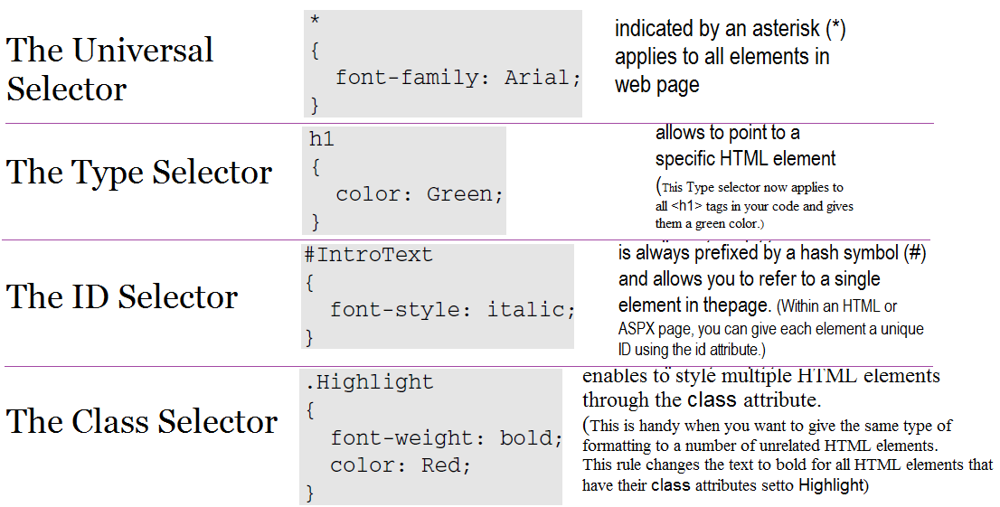 The Universal
Selector
*
{
font-family: Arial;
}
indicated by an asterisk (*)
applies to all elements in
web page
The Type Selector
h1
{
color: Green;
}
allows to point to a
specific HTML element
(This Type selector now applies to
all <h1> tags in your code and gives
them a green color.)
The ID Selector
#IntroText
{
font-style: italic;
}
is always prefixed by a hash symbol (#)
and allows you to refer to a single
element in thepage. (Within an HTML or
ASPX page, you can give each element a unique
ID using the id attribute.)
The Class Selector
.Highlight
{
font-weight: bold;
color: Red;
}
enables to style multiple HTML elements
through the class attribute.
(This is handy when you want to give the same type of
formatting to a number of unrelated HTML elements.
This rule changes the text to bold for all HTML elements that
have their class attributes setto Highlight)